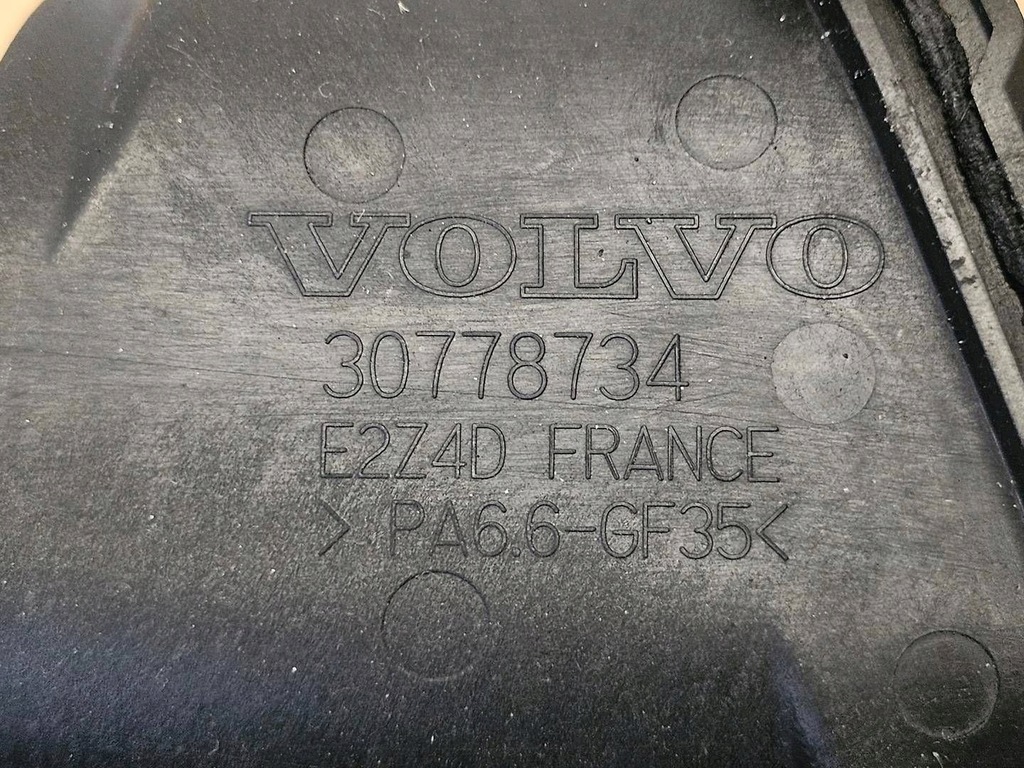 VOLVO
30778734
E2Z4D FRANCE
> PA6.6-GF35<